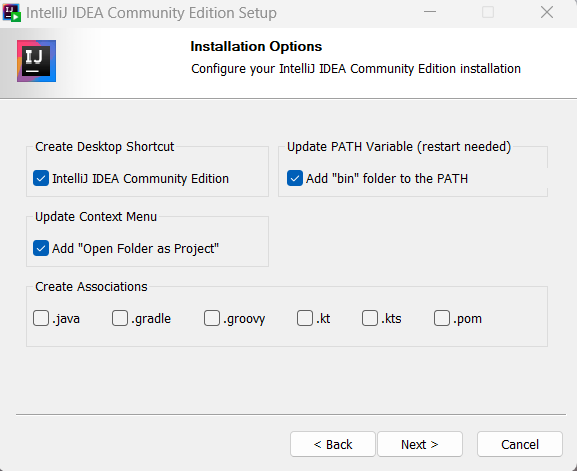 IntelliJ IDEA Community Edition Setup
IJ
Installation Options
Configure your IntelliJ IDEA Community Edition installation
Create Desktop Shortcut
IntelliJ IDEA Community Edition
Update PATH Variable (restart needed)
Add "bin" folder to the PATH
Update Context Menu
Add "Open Folder as Project"
Create Associations
.java .gradle .groovy .kt .kts .pom
< Back Next > Cancel